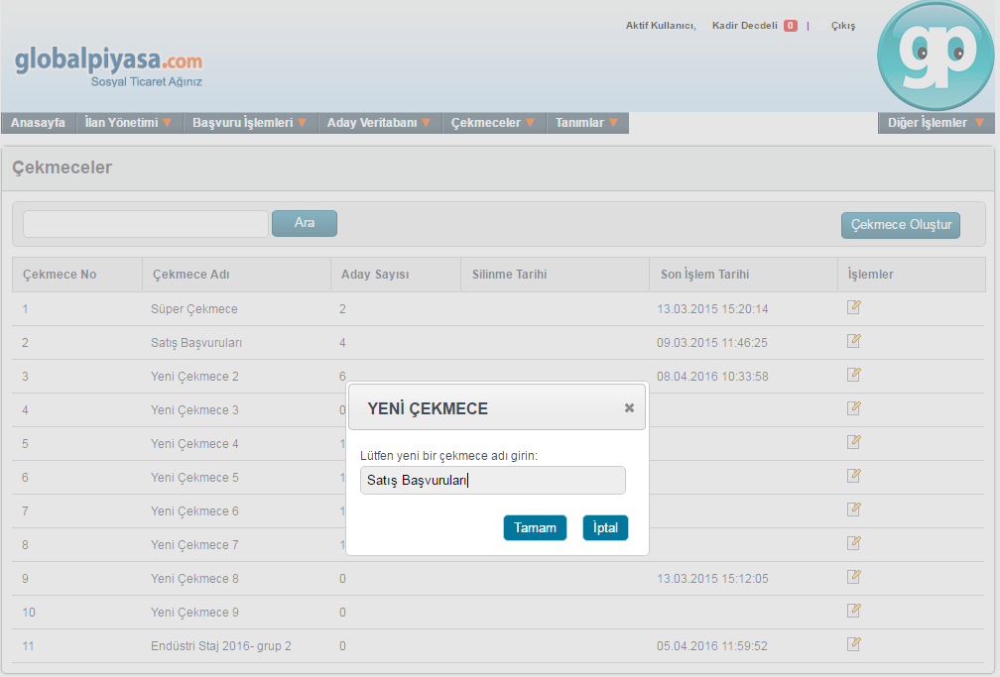 Aktif Kullanıcı, Kadir Decdeli 0 | Çıkış
globalpiyasa.com
Sosyal Ticaret Ağınız
gp
Anasayfa İlan Yönetimi Başvuru İşlemleri Aday Veritabanı Çekmeceler Tanımlar Diğer İşlemler
Çekmeceler
Ara Çekmece Oluştur
Çekmece No Çekmece Adı Aday Sayısı Silinme Tarihi Son İşlem Tarihi İşlemler
1 Süper Çekmece 2 13.03.2015 15:20:14
2 Satış Başvuruları 4 09.03.2015 11:46:25
3 Yeni Çekmece 2 6 08.04.2016 10:33:58
4 Yeni Çekmece 3 0
5 Yeni Çekmece 4 1
6 Yeni Çekmece 5 1
7 Yeni Çekmece 6 1
8 Yeni Çekmece 7 1
9 Yeni Çekmece 8 0 13.03.2015 15:12:05
10 Yeni Çekmece 9 0
11 Endüstri Staj 2016- grup 2 0 05.04.2016 11:59:52
YENİ ÇEKMECE
Lütfen yeni bir çekmece adı girin:
Satış Başvuruları
Tamam İptal